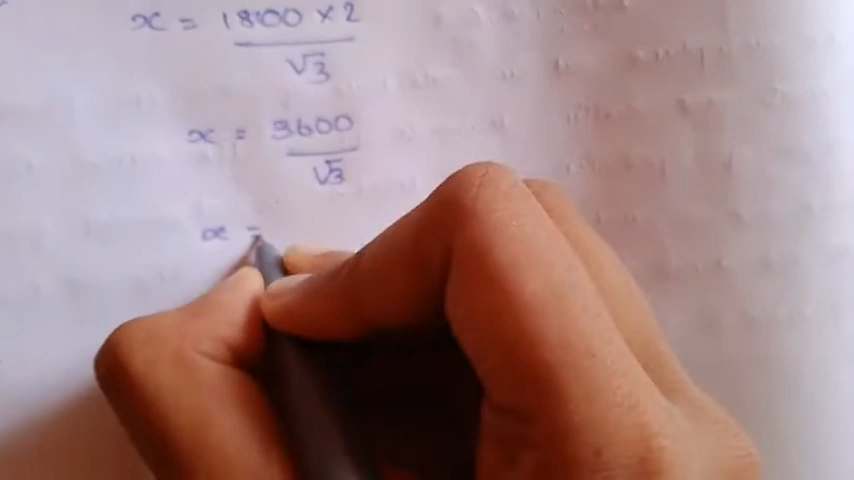 x = 1800 × 2
√3
x = 3600
√3
x =